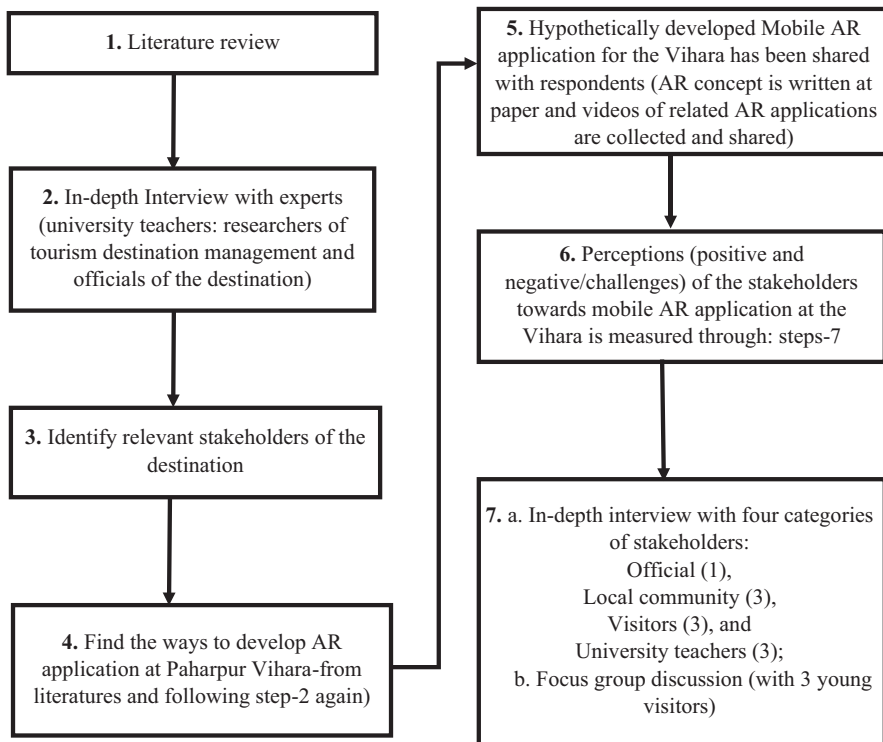 1. Literature review
2. In-depth Interview with experts
(university teachers: researchers of
tourism destination management and
officials of the destination)
3. Identify relevant stakeholders of the
destination
4. Find the ways to develop AR
application at Paharpur Vihara-from
literatures and following step-2 again)
5. Hypothetically developed Mobile AR
application for the Vihara has been shared
with respondents (AR concept is written at
paper and videos of related AR applications
are collected and shared)
6. Perceptions (positive and
negative/challenges) of the stakeholders
towards mobile AR application at the
Vihara is measured through: steps-7
7. a. In-depth interview with four categories
of stakeholders:
Official (1),
Local community (3),
Visitors (3), and
University teachers (3);
b. Focus group discussion (with 3 young
visitors)